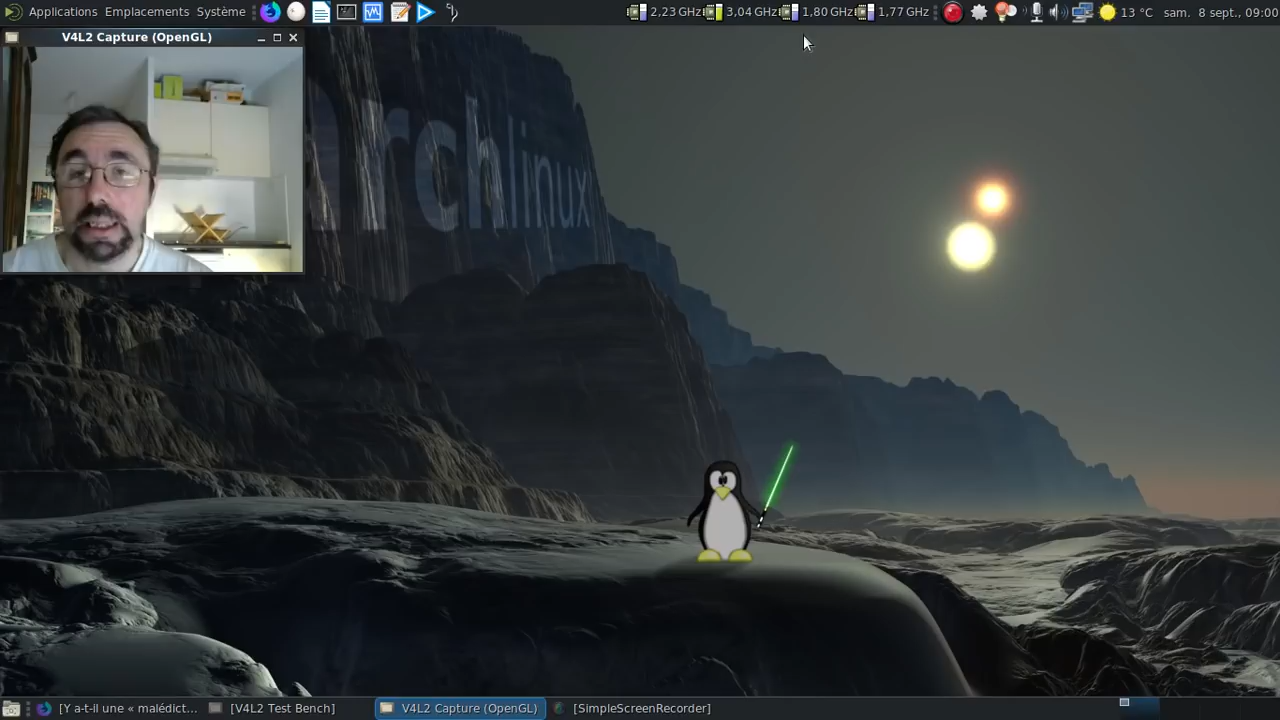 Applications Emplacements Système 2,23 GHz 3,04 GHz 1,80 GHz 1,77 GHz 13 °C sam. 8 sept., 09:00
V4L2 Capture (OpenGL)
archlinux
[Y a-t-il une « malédict... [V4L2 Test Bench] V4L2 Capture (OpenGL) [SimpleScreenRecorder]